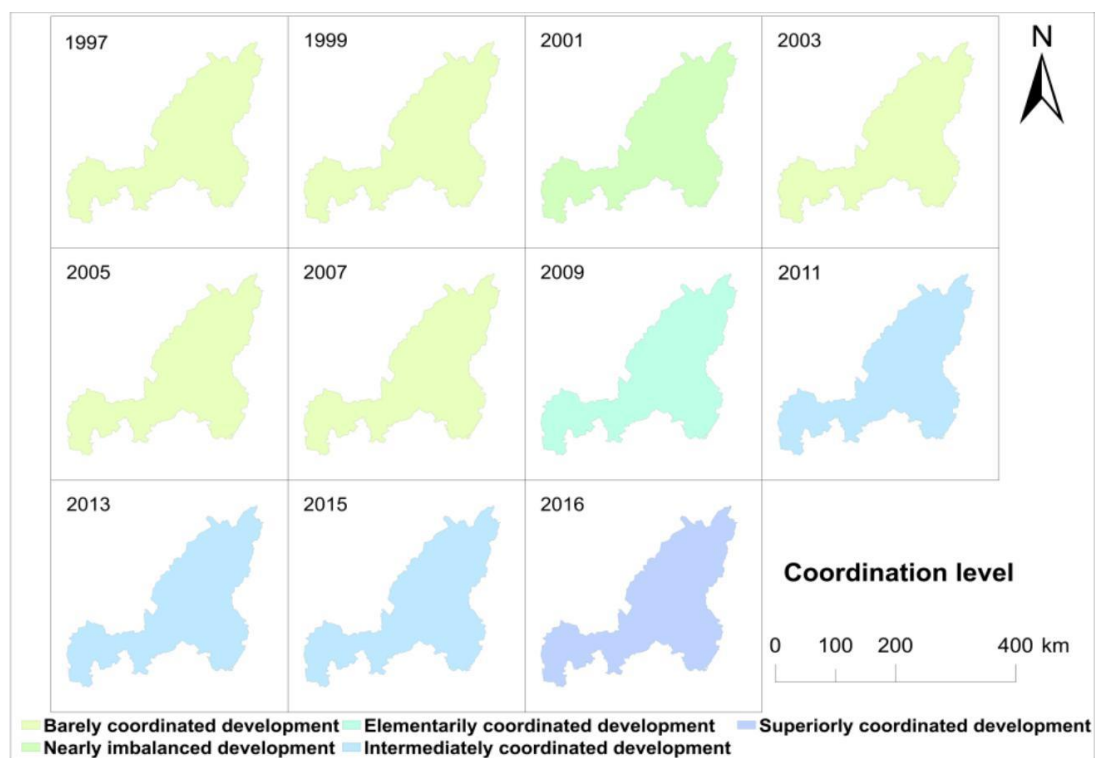 1997
1999
2001
2003
N
2005
2007
2009
2011
2013
2015
2016
Coordination level
0 100 200 400 km
Barely coordinated development
Elementarily coordinated development
Superiorly coordinated development
Nearly imbalanced development
Intermediately coordinated development